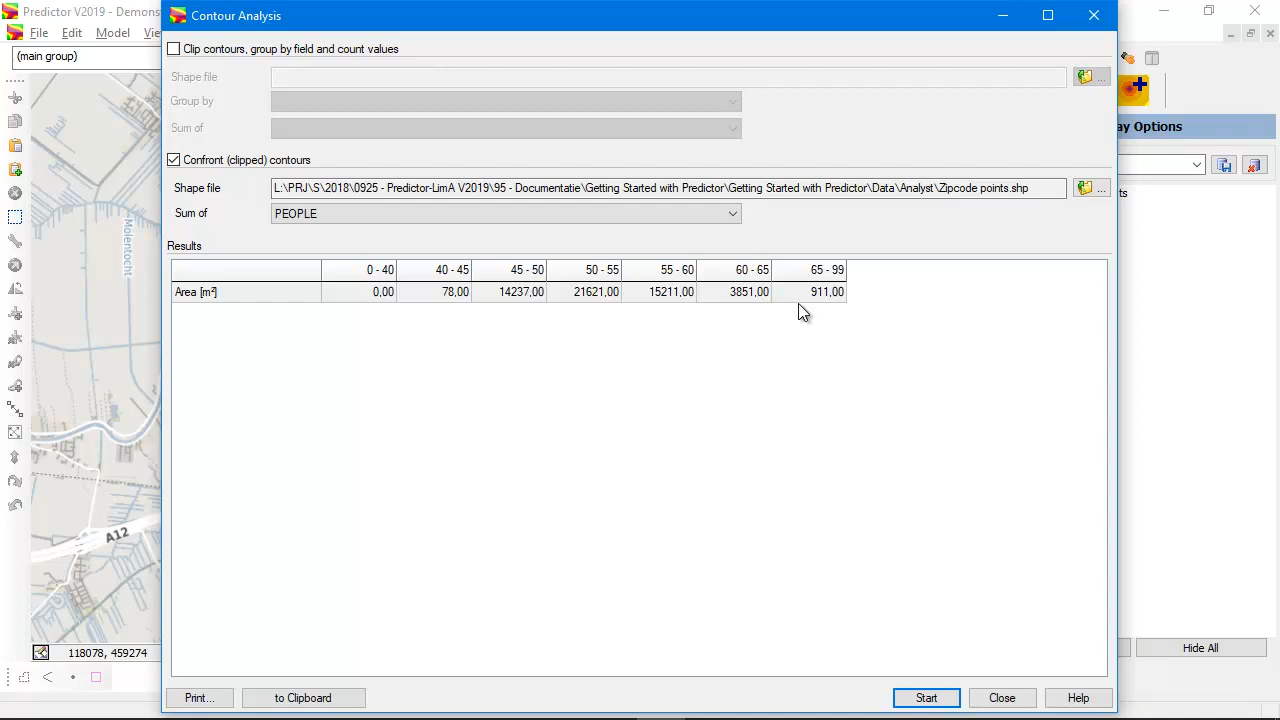 Predictor V2019 - Demons
Contour Analysis
File Edit Model Vie
(main group)
Clip contours, group by field and count values
Shape file
...
Group by
Sum of
Confront (clipped) contours
Shape file L:\PRJ\S\2018\0925 - Predictor-LimA V2019\95 - Documentatie\Getting Started with Predictor\Getting Started with Predictor\Data\Analyst\Zipcode points.shp ...
Sum of PEOPLE
Results
0 - 40 40 - 45 45 - 50 50 - 55 55 - 60 60 - 65 65 - 99
Area [m²] 0,00 78,00 14237,00 21621,00 15211,00 3851,00 911,00
ay Options
ts
Molentocht
A12
118078, 459274
Hide All
Print... to Clipboard Start Close Help